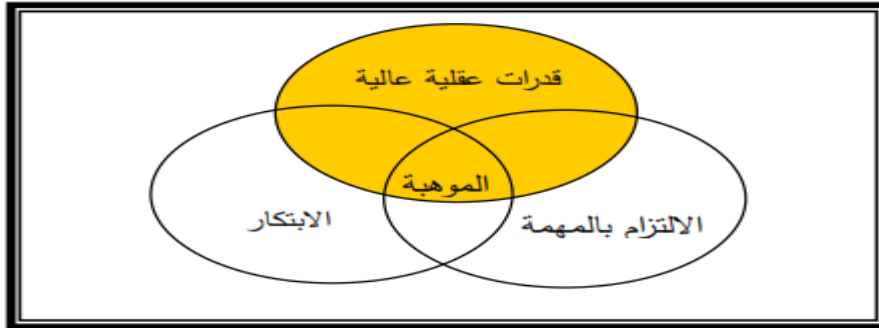 قدرات عقلية عالية
الموهبة
الالتزام بالمهمة
الابتكار